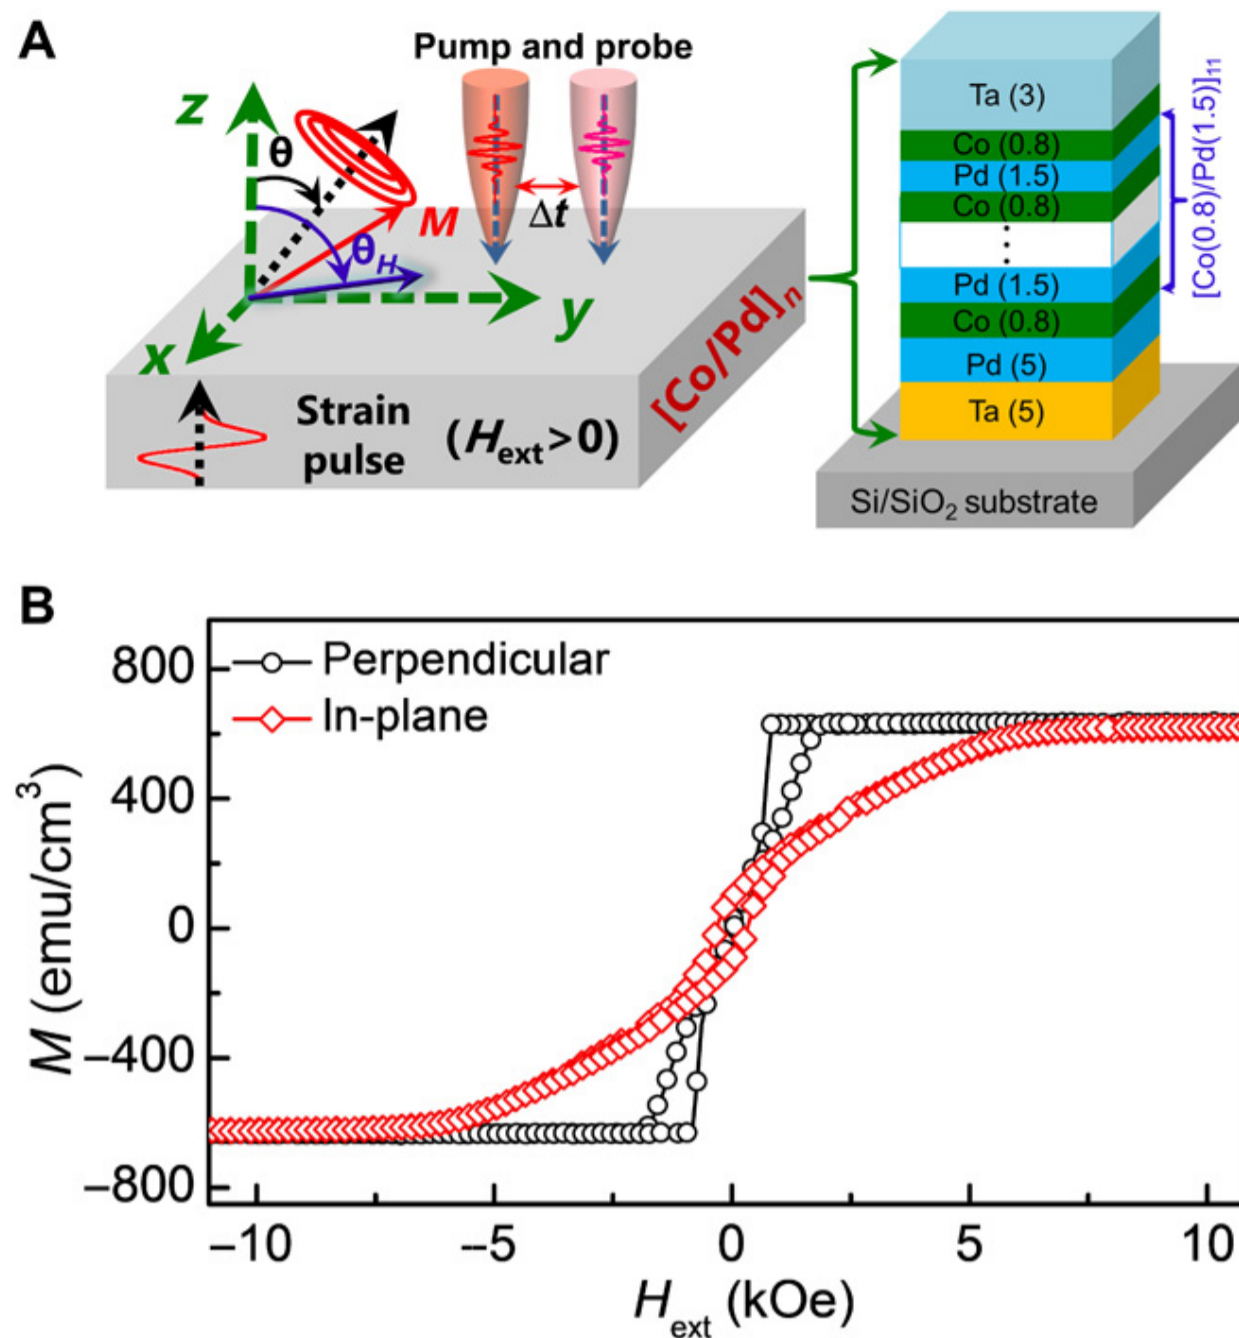 A
Pump and probe
z
θ
M
θH
Δt
y
x
[Co/Pd]n
Strain
pulse
(Hext>0)
Ta (3)
Co (0.8)
Pd (1.5)
Co (0.8)
Pd (1.5)
Co (0.8)
Pd (5)
Ta (5)
[Co(0.8)/Pd(1.5)]11
Si/SiO2 substrate
B
Perpendicular
In-plane
800
400
0
−400
−800
M (emu/cm3)
−10
−5
0
5
10
Hext (kOe)